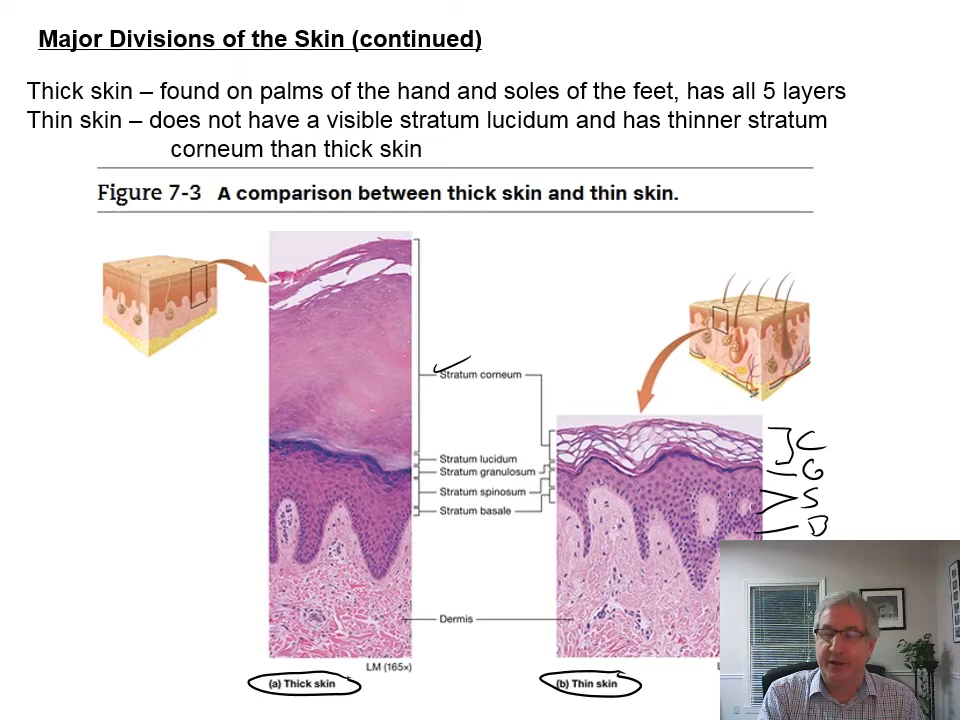 Major Divisions of the Skin (continued)
Thick skin – found on palms of the hand and soles of the feet, has all 5 layers
Thin skin – does not have a visible stratum lucidum and has thinner stratum
corneum than thick skin
Figure 7-3 A comparison between thick skin and thin skin.
Stratum corneum
C
Stratum lucidum
G
Stratum granulosum
Stratum spinosum
S
Stratum basale
B
Dermis
LM (165×)
L
(a) Thick skin
(b) Thin skin